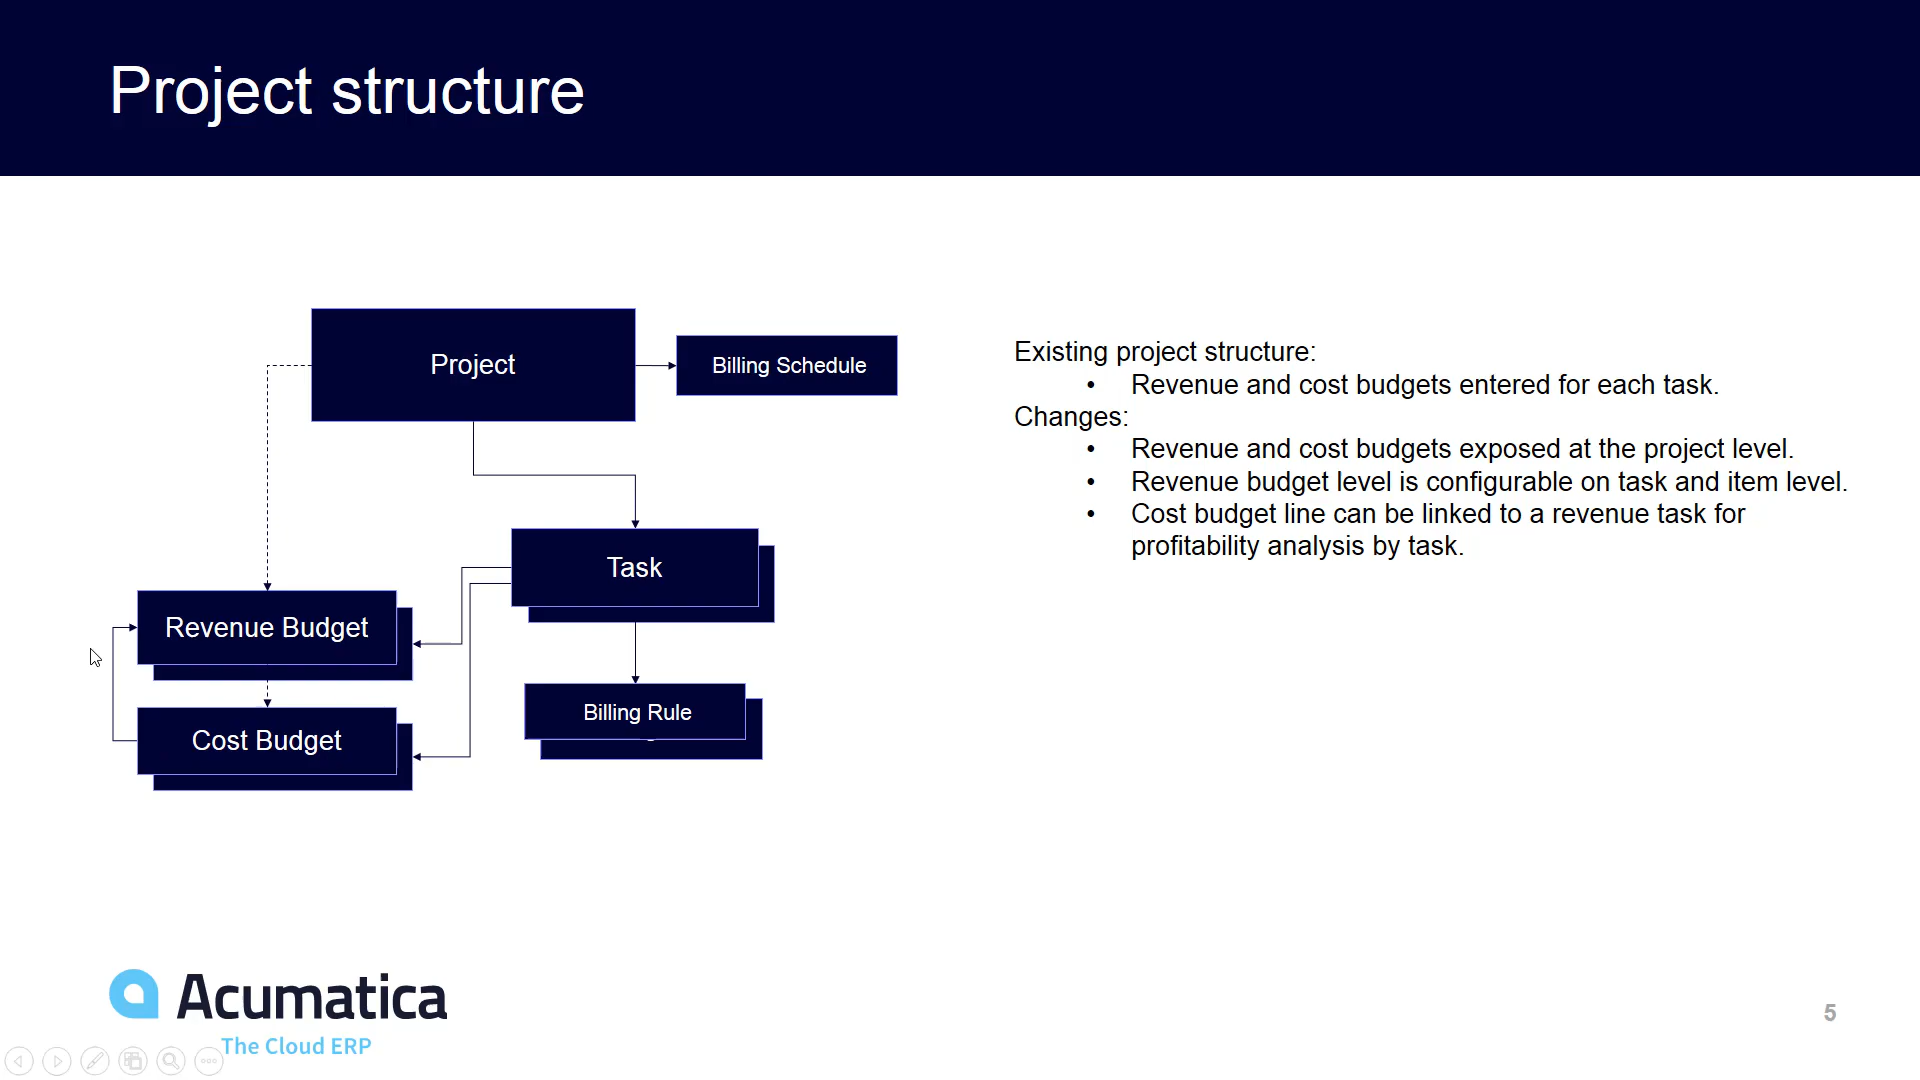 Project structure
Project
Billing Schedule
Task
Revenue Budget
Billing Rule
Cost Budget
Existing project structure:
• Revenue and cost budgets entered for each task.
Changes:
• Revenue and cost budgets exposed at the project level.
• Revenue budget level is configurable on task and item level.
• Cost budget line can be linked to a revenue task for
profitability analysis by task.
Acumatica
The Cloud ERP
5